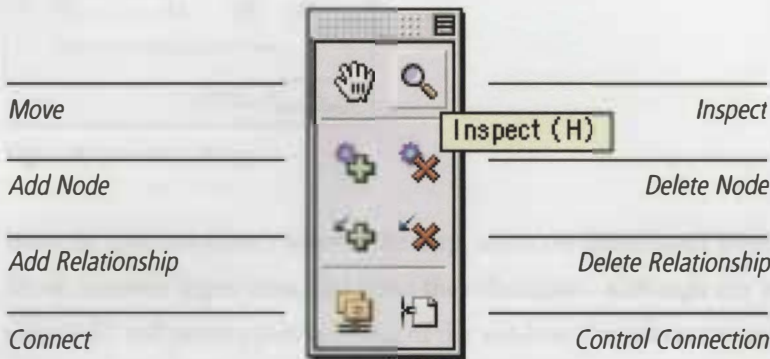 Move
Inspect
Inspect (H)
Add Node
Delete Node
Add Relationship
Delete Relationship
Connect
Control Connection